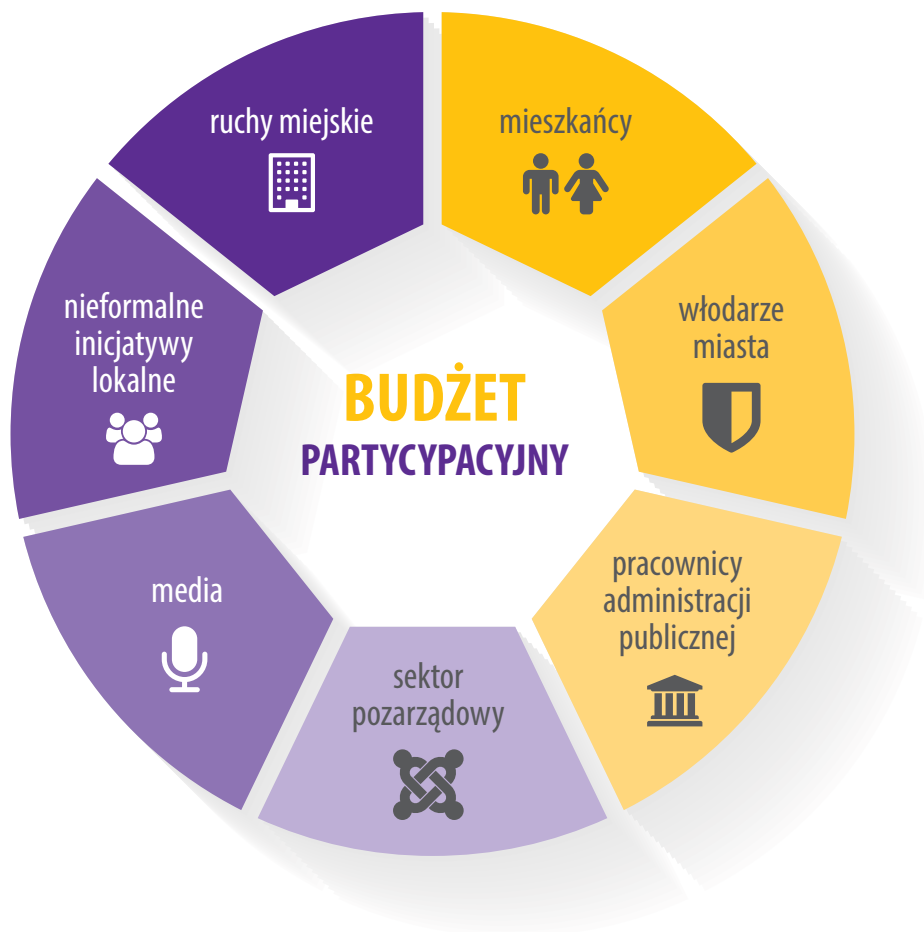 ruchy miejskie
mieszkańcy
nieformalne
inicjatywy
lokalne
włodarze
miasta
BUDŻET
PARTYCYPACYJNY
media
pracownicy
administracji
publicznej
sektor
pozarządowy